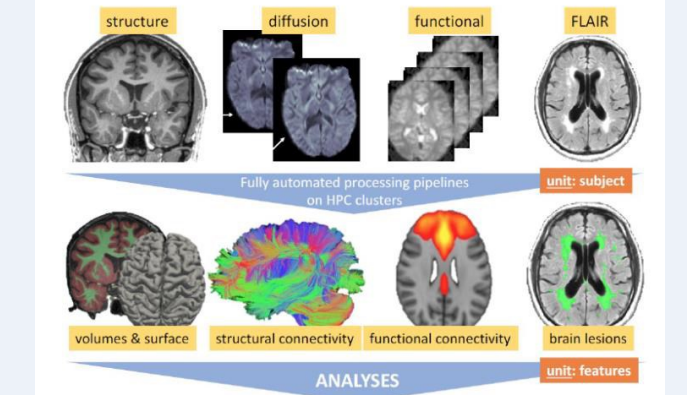 structure
diffusion
functional
FLAIR
Fully automated processing pipelines
on HPC clusters
unit: subject
volumes & surface
structural connectivity
functional connectivity
brain lesions
unit: features
ANALYSES